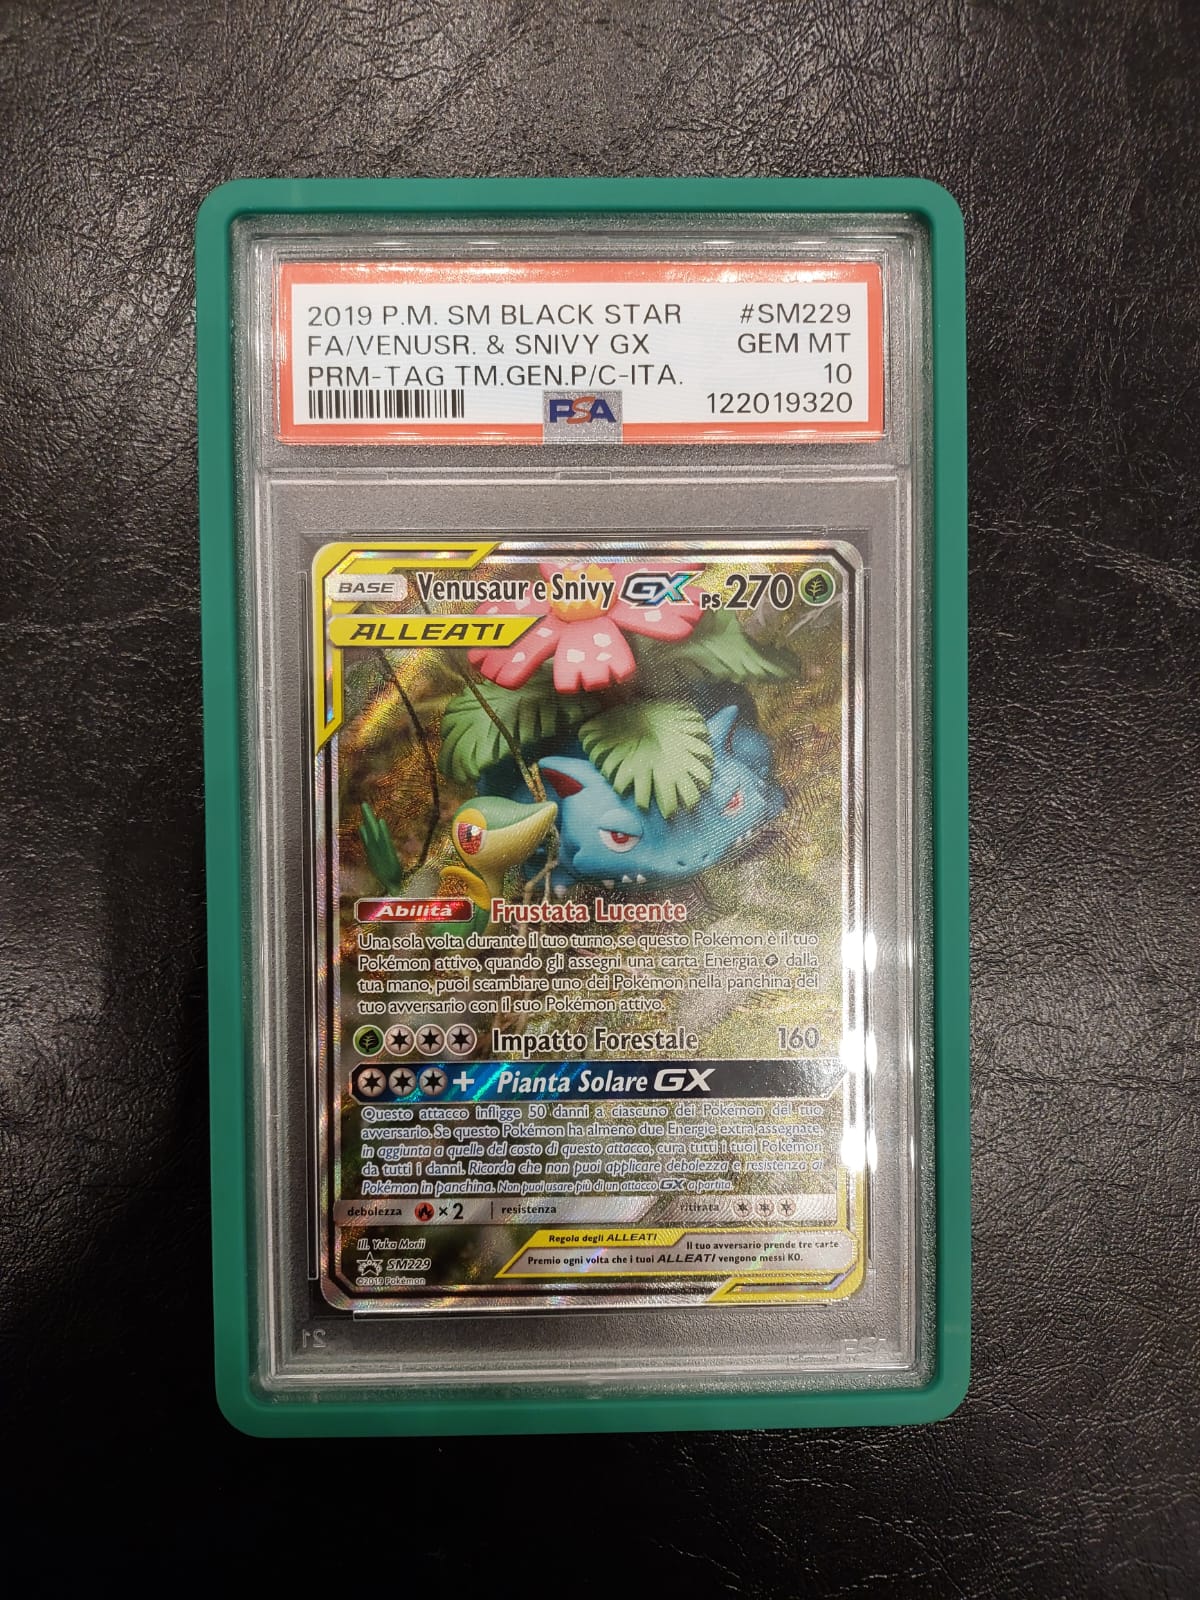 2019 P.M. SM BLACK STAR #SM229
FA/VENUSR. & SNIVY GX GEM MT
PRM-TAG TM.GEN.P/C-ITA. 10
PSA 122019320
BASE Venusaur e Snivy GX PS 270
ALLEATI
Abilità Frustata Lucente
Una sola volta durante il tuo turno, se questo Pokémon è il tuo
Pokémon attivo, quando gli assegni una carta Energia dalla
tua mano, puoi scambiare uno dei Pokémon nella panchina del
tuo avversario con il suo Pokémon attivo.
Impatto Forestale 160
+ Pianta Solare GX
Questo attacco infligge 50 danni a ciascuno dei Pokémon del tuo
avversario. Se questo Pokémon ha almeno due Energie extra assegnate,
in aggiunta a quelle del costo di questo attacco, cura tutti i tuoi Pokémon
da tutti i danni. Ricorda che non puoi applicare debolezza e resistenza ai
Pokémon in panchina. Non puoi usare più di un attacco GX a partita.
debolezza ×2 resistenza ritirata
Ill. Yuka Morii
SM229
©2019 Pokémon
Regola degli ALLEATI Il tuo avversario prende tre carte
Premio ogni volta che i tuoi ALLEATI vengono messi KO.